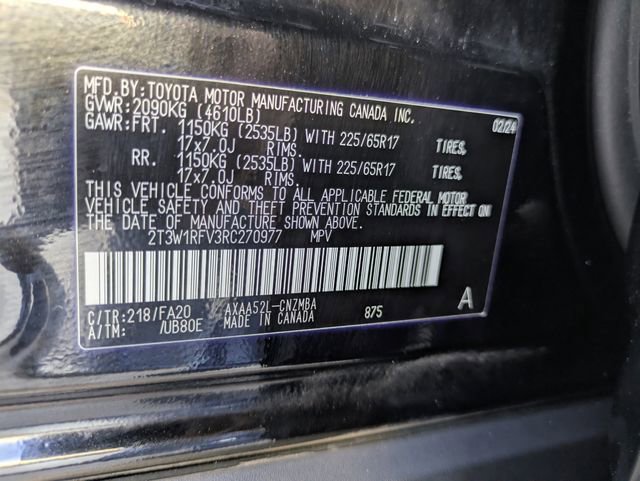 MFD.BY:TOYOTA MOTOR MANUFACTURING CANADA INC.
GVWR:2090KG (4610LB) 02/24
GAWR:FRT. 1150KG (2535LB) WITH 225/65R17 TIRES,
17x7.0J RIMS.
RR. 1150KG (2535LB) WITH 225/65R17 TIRES,
17x7.0J RIMS.
THIS VEHICLE CONFORMS TO ALL APPLICABLE FEDERAL MOTOR
VEHICLE SAFETY AND THEFT PREVENTION STANDARDS IN EFFECT ON
THE DATE OF MANUFACTURE SHOWN ABOVE.
2T3W1RFV3RC270977 MPV
C/TR:218/FA20 AXAA52L-CNZMBA 875 A
A/TM: /UB80E MADE IN CANADA